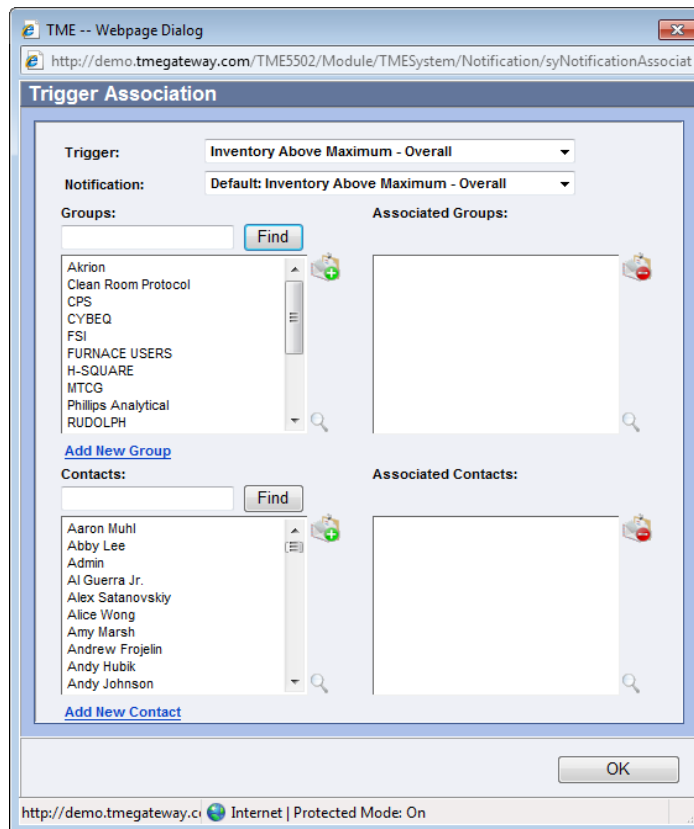 TME -- Webpage Dialog
http://demo.tmegateway.com/TME5502/Module/TMESystem/Notification/syNotificationAssociat
Trigger Association
Trigger: Inventory Above Maximum - Overall
Notification: Default: Inventory Above Maximum - Overall
Groups: Associated Groups:
Find
Akrion
Clean Room Protocol
CPS
CYBEQ
FSI
FURNACE USERS
H-SQUARE
MTCG
Phillips Analytical
RUDOLPH
Add New Group
Contacts: Associated Contacts:
Find
Aaron Muhl
Abby Lee
Admin
Al Guerra Jr.
Alex Satanovskiy
Alice Wong
Amy Marsh
Andrew Frojelin
Andy Hubik
Andy Johnson
Add New Contact
OK
http://demo.tmegateway.c Internet | Protected Mode: On